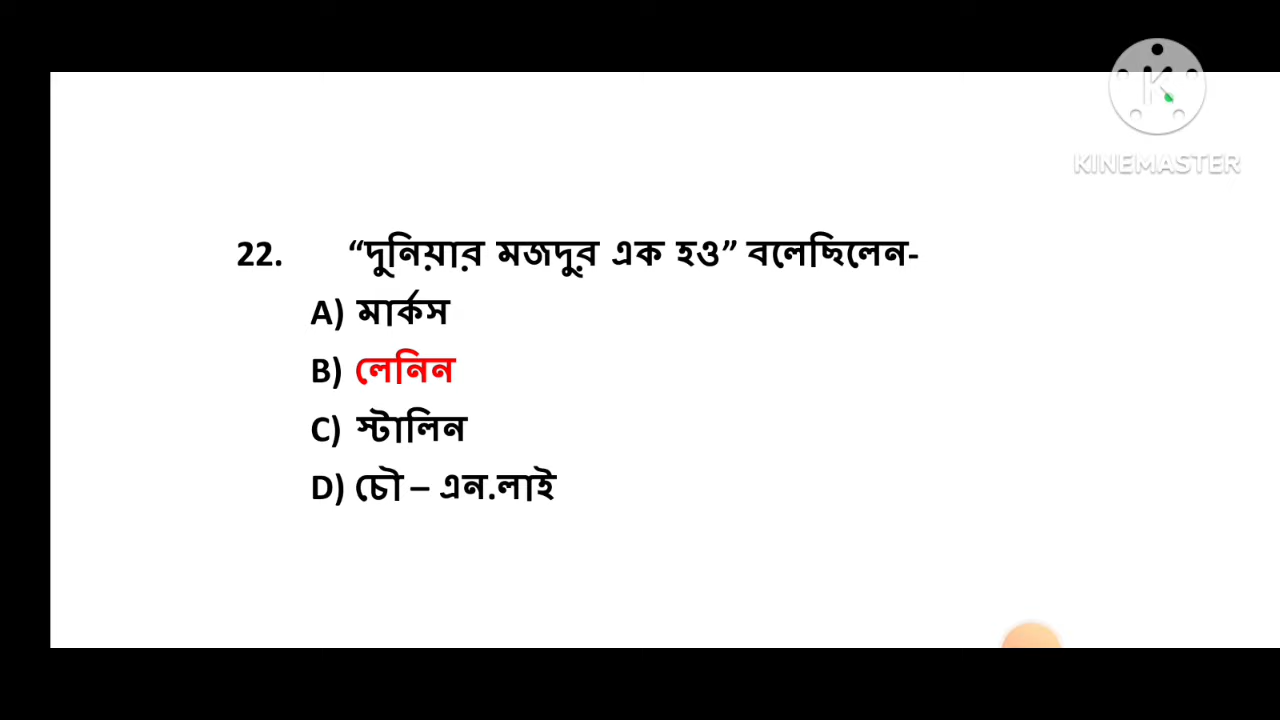 KINEMASTER
22. “দুনিয়ার মজদুর এক হও” বলেছিলেন-
A) মার্কস
B) লেনিন
C) স্টালিন
D) চৌ – এন.লাই